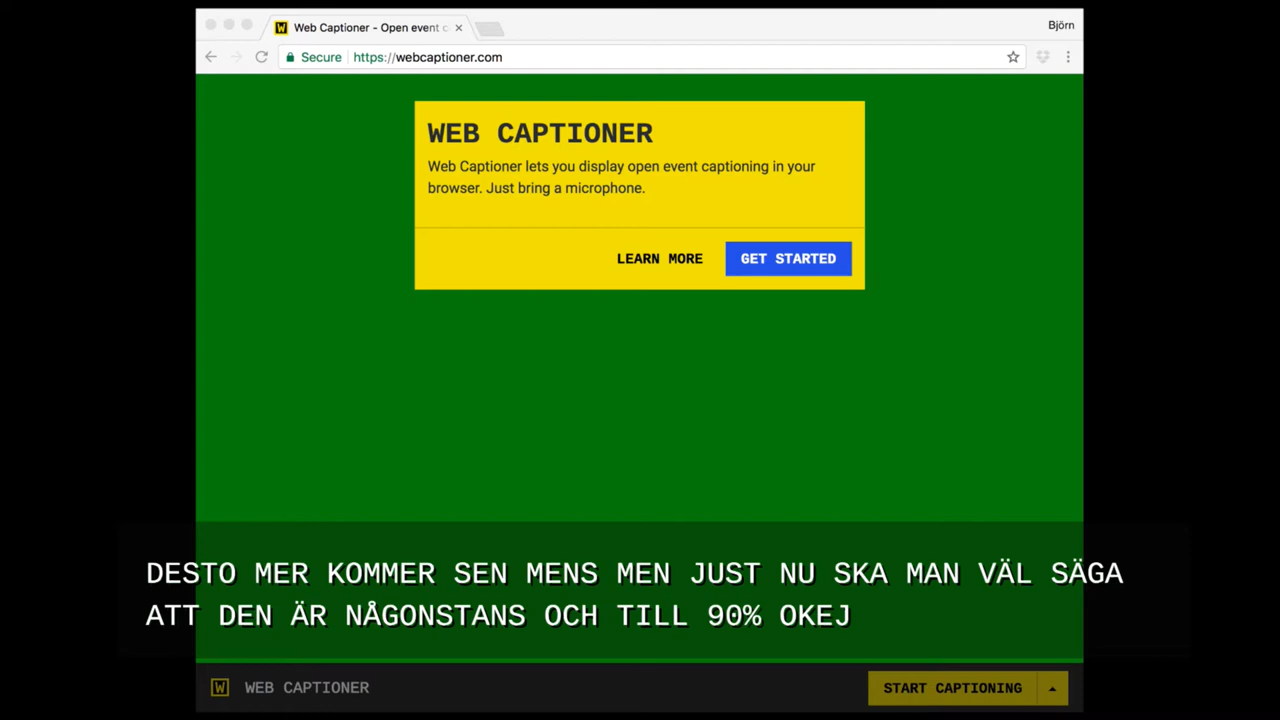 Web Captioner - Open event c
Björn
Secure https://webcaptioner.com
WEB CAPTIONER
Web Captioner lets you display open event captioning in your
browser. Just bring a microphone.
LEARN MORE GET STARTED
DESTO MER KOMMER SEN MENS MEN JUST NU SKA MAN VÄL SÄGA
ATT DEN ÄR NÅGONSTANS OCH TILL 90% OKEJ
W WEB CAPTIONER START CAPTIONING